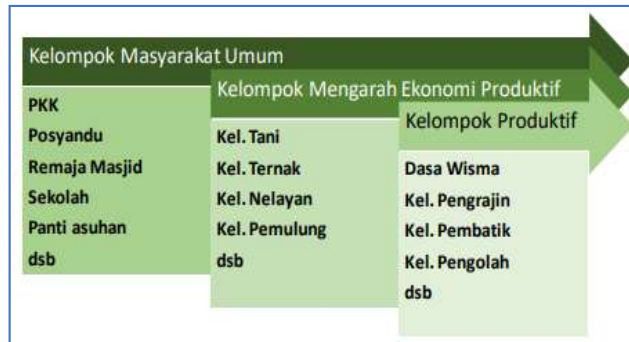 Kelompok Masyarakat Umum
PKK
Posyandu
Remaja Masjid
Sekolah
Panti asuhan
dsb
Kelompok Mengarah Ekonomi Produktif
Kel. Tani
Kel. Ternak
Kel. Nelayan
Kel. Pemulung
dsb
Kelompok Produktif
Dasa Wisma
Kel. Pengrajin
Kel. Pembatik
Kel. Pengolah
dsb